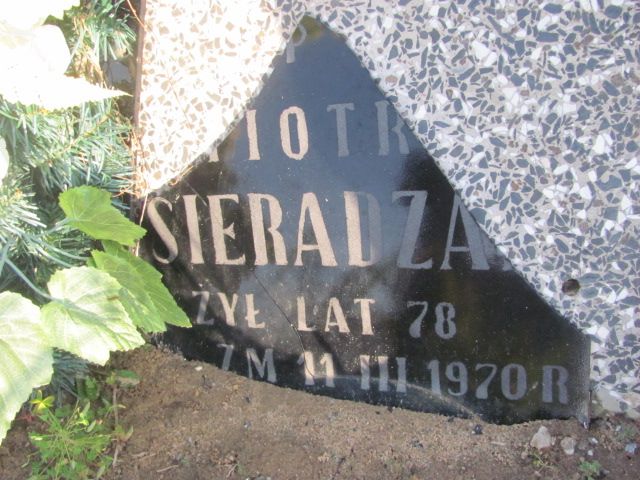 P
PIOTR
SIERADZA
ŻYŁ LAT 78
ZM 11 III 1970 R